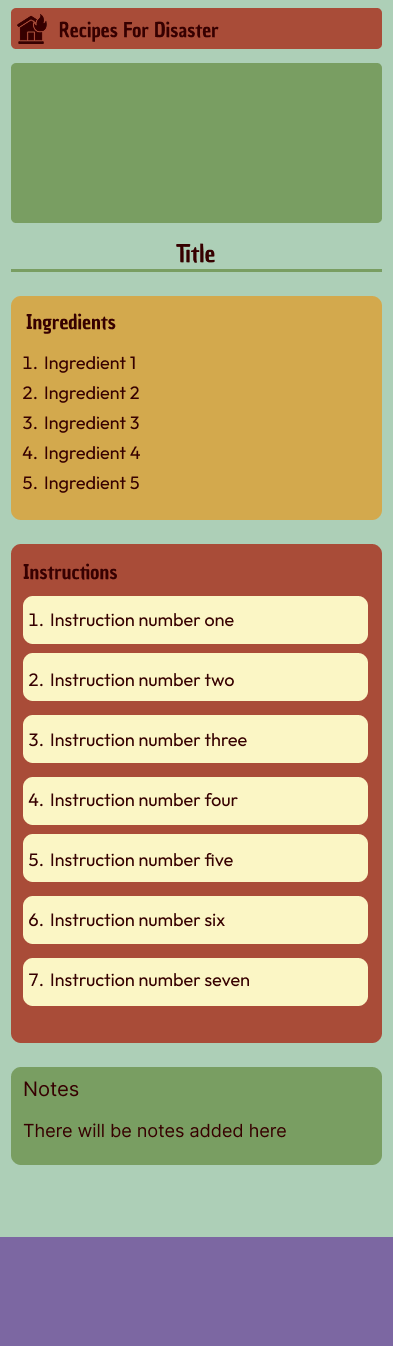 Recipes For Disaster
Title
Ingredients
1. Ingredient 1
2. Ingredient 2
3. Ingredient 3
4. Ingredient 4
5. Ingredient 5
Instructions
1. Instruction number one
2. Instruction number two
3. Instruction number three
4. Instruction number four
5. Instruction number five
6. Instruction number six
7. Instruction number seven
Notes
There will be notes added here